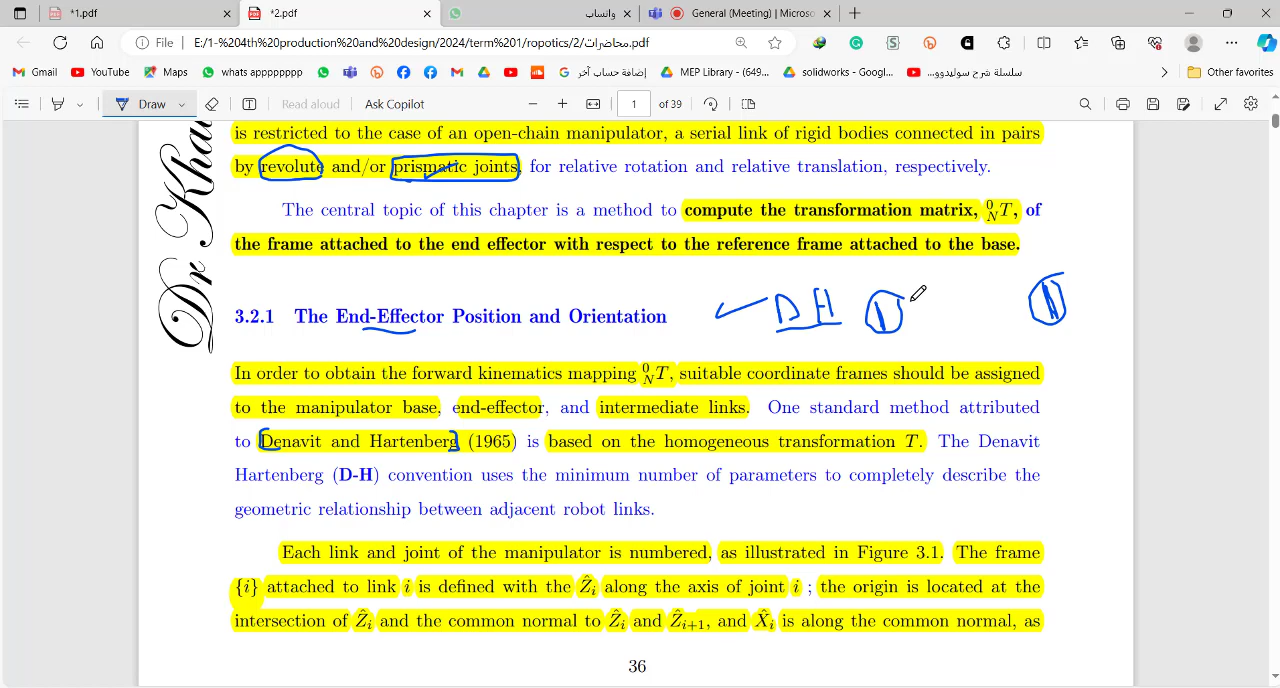 *1.pdf
*2.pdf
واتساب
General (Meeting) | Microso
File
E:/1-%204th%20production%20and%20design/2024/term%201/ropotics/2/محاضرات.pdf
Gmail
YouTube
Maps
whats apppppppp
إضافة حساب آخر
MEP Library - (649...
solidworks - Googl...
سلسلة شرح سوليدوو...
Other favorites
Draw
Read aloud
Ask Copilot
1 of 39
is restricted to the case of an open-chain manipulator, a serial link of rigid bodies connected in pairs
by revolute and/or prismatic joints, for relative rotation and relative translation, respectively.
The central topic of this chapter is a method to compute the transformation matrix, ⁰_N T, of
the frame attached to the end effector with respect to the reference frame attached to the base.
Dr Kha
3.2.1 The End-Effector Position and Orientation
D H
In order to obtain the forward kinematics mapping ⁰_N T, suitable coordinate frames should be assigned
to the manipulator base, end-effector, and intermediate links. One standard method attributed
to Denavit and Hartenberg (1965) is based on the homogeneous transformation T. The Denavit
Hartenberg (D-H) convention uses the minimum number of parameters to completely describe the
geometric relationship between adjacent robot links.
Each link and joint of the manipulator is numbered, as illustrated in Figure 3.1. The frame
{i} attached to link i is defined with the Ẑ_i along the axis of joint i ; the origin is located at the
intersection of Ẑ_i and the common normal to Ẑ_i and Ẑ_{i+1}, and X̂_i is along the common normal, as
36